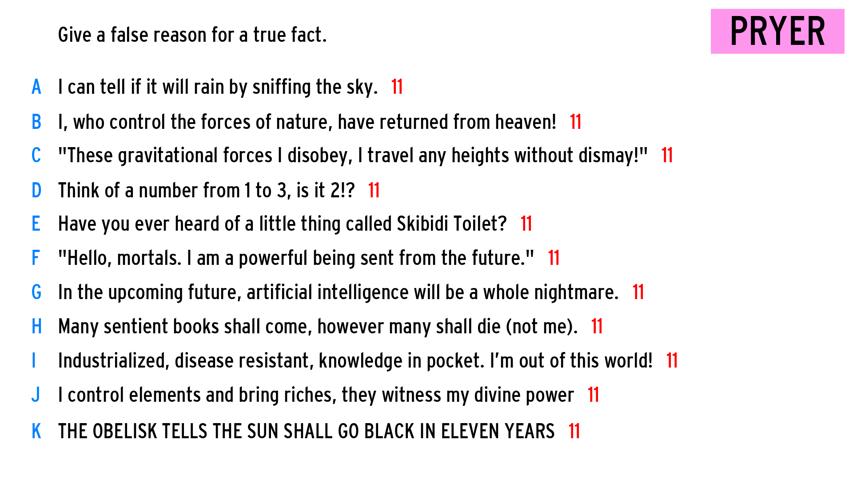 Give a false reason for a true fact.
PRYER
A I can tell if it will rain by sniffing the sky. 11
B I, who control the forces of nature, have returned from heaven! 11
C "These gravitational forces I disobey, I travel any heights without dismay!" 11
D Think of a number from 1 to 3, is it 2!? 11
E Have you ever heard of a little thing called Skibidi Toilet? 11
F "Hello, mortals. I am a powerful being sent from the future." 11
G In the upcoming future, artificial intelligence will be a whole nightmare. 11
H Many sentient books shall come, however many shall die (not me). 11
I Industrialized, disease resistant, knowledge in pocket. I'm out of this world! 11
J I control elements and bring riches, they witness my divine power 11
K THE OBELISK TELLS THE SUN SHALL GO BLACK IN ELEVEN YEARS 11